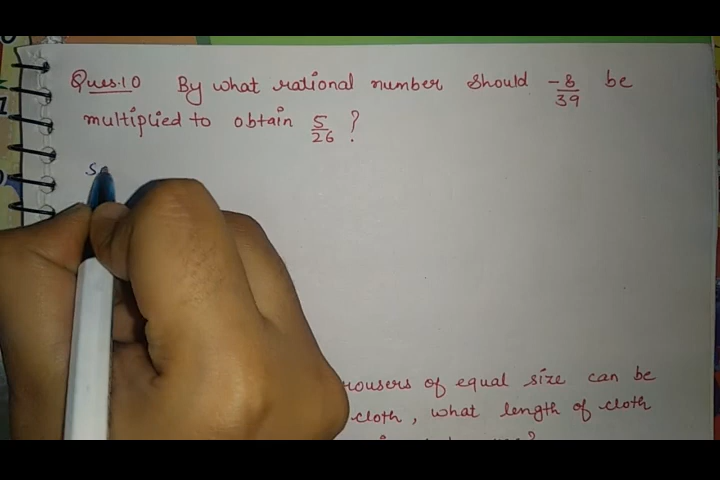 Ques.10 By what rational number should -8/39 be
multiplied to obtain 5/26 ?
S
rousers of equal size can be
cloth, what length of cloth